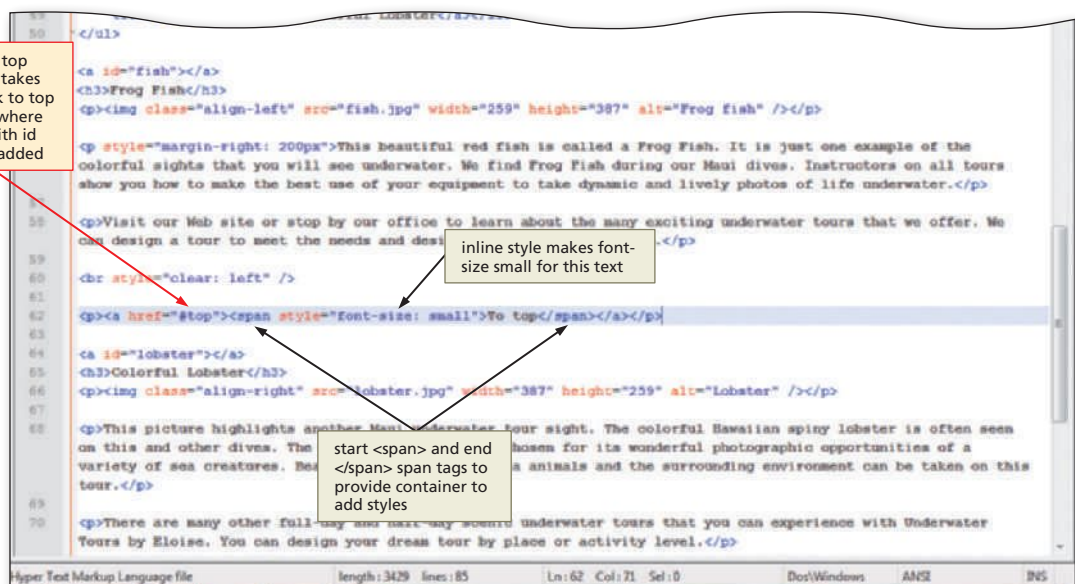 ful Lobster</a></
50 </ul>
top
takes
k to top
where
ith id
added
<a id="fish"></a>
<h3>Frog Fish</h3>
<p><img class="align-left" src="fish.jpg" width="259" height="387" alt="Frog fish" /></p>
<p style="margin-right: 200px">This beautiful red fish is called a Frog Fish. It is just one example of the
colorful sights that you will see underwater. We find Frog Fish during our Maui dives. Instructors on all tours
show you how to make the best use of your equipment to take dynamic and lively photos of life underwater.</p>
58 <p>Visit our Web site or stop by our office to learn about the many exciting underwater tours that we offer. We
can design a tour to meet the needs and desi .</p>
inline style makes font-
size small for this text
59
60 <br style="clear: left" />
61
62 <p><a href="#top"><span style="font-size: small">To top</span></a></p>
63
64 <a id="lobster"></a>
65 <h3>Colorful Lobster</h3>
66 <p><img class="align-right" src="lobster.jpg" width="387" height="259" alt="Lobster" /></p>
67
68 <p>This picture highlights another Maui underwater tour sight. The colorful Hawaiian spiny lobster is often seen
on this and other dives. The hosen for its wonderful photographic opportunities of a
variety of sea creatures. Bea a animals and the surrounding environment can be taken on this
tour.</p>
start <span> and end
</span> span tags to
provide container to
add styles
69
70 <p>There are many other full-day and half-day scenic underwater tours that you can experience with Underwater
Tours by Eloise. You can design your dream tour by place or activity level.</p>
Hyper Text Markup Language file length : 3429 lines : 85 Ln : 62 Col : 71 Sel : 0 Dos\Windows ANSI INS